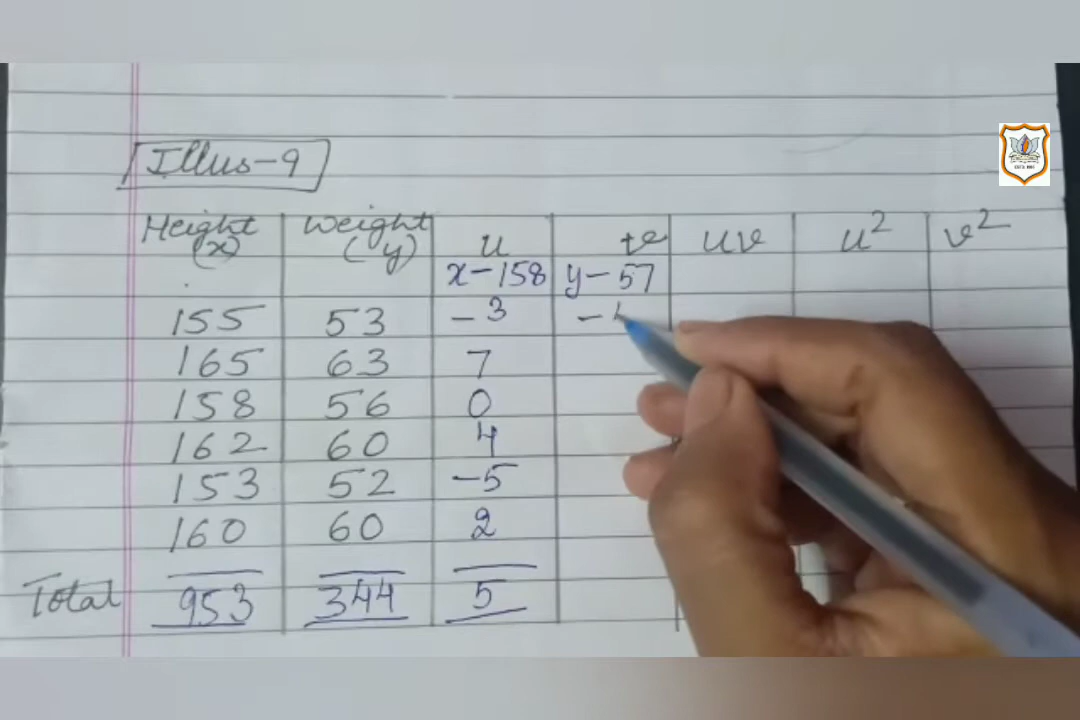 Illus-9
Height Weight u v uv u² v²
(x) (y)
x-158 y-57
155 53 -3 -4
165 63 7
158 56 0
162 60 4
153 52 -5
160 60 2
Total 953 344 5